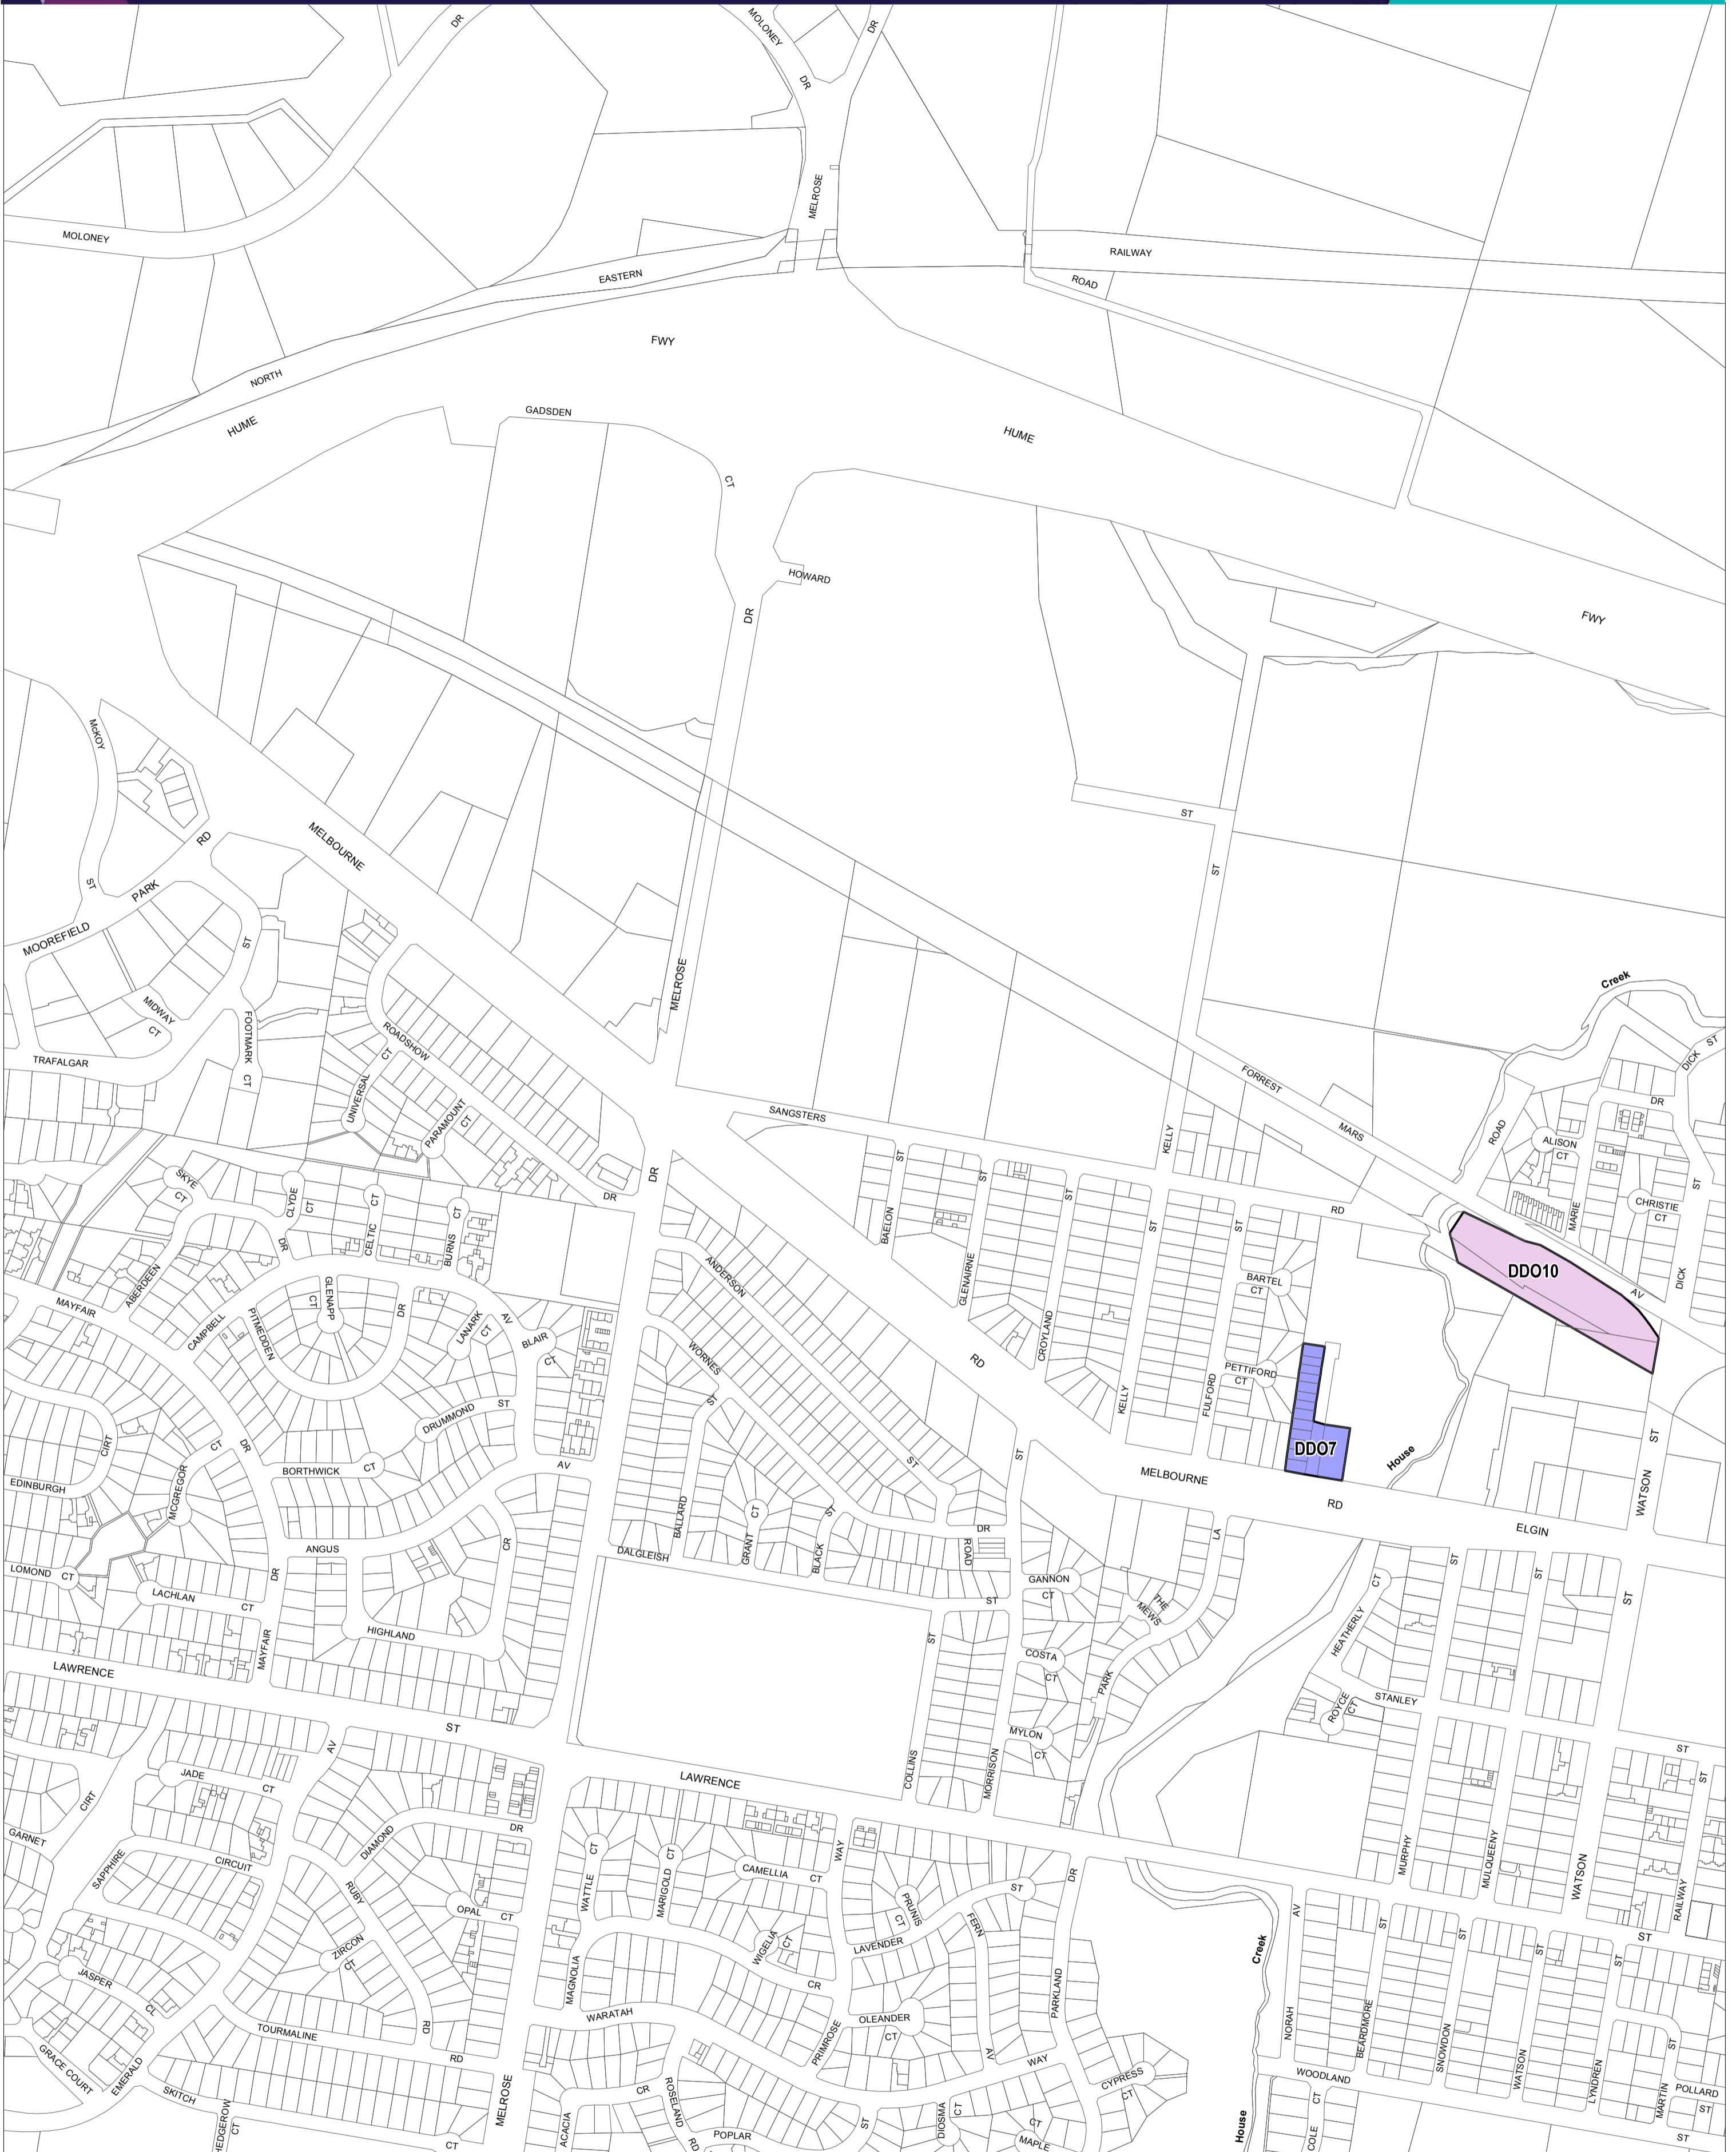 DR
MOLONEY
DR
DR
MELROSE
MOLONEY
RAILWAY
EASTERN
ROAD
FWY
NORTH
GADSDEN
HUME
HUME
CT
HOWARD
DR
FWY
McKOY
ST
MELBOURNE
RD
ST
ST
PARK
MOOREFIELD
ST
MELROSE
Creek
MIDWAY
CT
FOOTMARK
CT
ROADSHOW
CT
TRAFALGAR
DICK
ST
FORREST
UNIVERSAL
PARAMOUNT
CT
DR
SANGSTERS
MARS
KELLY
ROAD
ALISON
CT
ST
SKYE
CT
CLYDE
CT
CT
CT
DR
DR
ST
ST
ST
ST
RD
MARIE
CHRISTIE
CT
ST
BAELON
CELTIC
BURNS
DR
ABERDEEN
ANDERSON
GLENAIRNE
BARTEL
CT
DDO10
AV
DICK
MAYFAIR
GLENAPP
CT
DR
CAMPBELL
PITMEDDEN
LANARK
CT
AV
BLAIR
CT
WORNES
ST
RD
CROYLAND
KELLY
FULFORD
PETTIFORD
CT
DRUMMOND
ST
CIRT
CT
DR
BORTHWICK
CT
AV
ST
ST
MELBOURNE
DDO7
House
ST
EDINBURGH
MCGREGOR
BALLARD
GRANT
CT
BLACK
ST
RD
WATSON
ELGIN
ANGUS
CR
DALGLEISH
DR
ROAD
LA
LOMOND
CT
LACHLAN
CT
DR
GANNON
CT
ST
THE
MEWS
CT
HEATHERLY
ST
ST
ST
MAYFAIR
HIGHLAND
ST
COSTA
CT
PARK
LAWRENCE
ST
MYLON
CT
ROYCE
CT
STANLEY
ST
AV
JADE
CT
LAWRENCE
COLLINS
MORRISON
ST
CIRT
DR
GARNET
DIAMOND
CIRCUIT
SAPPHIRE
CT
CT
WATTLE
MARIGOLD
CAMELLIA
CT
WAY
ST
DR
MURPHY
MULQUEENY
WATSON
RAILWAY
RUBY
OPAL
CT
PRUNIS
CT
FERN
AV
ST
ST
ST
ST
ST
ZIRCON
CT
WIGELIA
CT
LAVENDER
Creek
JASPER
CL
MAGNOLIA
CR
PARKLAND
WARATAH
OLEANDER
CT
PRIMROSE
TOURMALINE
RD
RD
NORAH
BEARDMORE
SNOWDON
WATSON
LYNDREN
MARTIN
ST
GRACE COURT
EMERALD
SKITCH
AV
WAY
CYPRESS
CT
WOODLAND
POLLARD
ST
MELROSE
CR
ROSELAND
RD
HEDGEROW
CT
CT
ACACIA
POPLAR
ST
DIOSMA
CT
CT
MAPLE
House
COLE
CT
ST